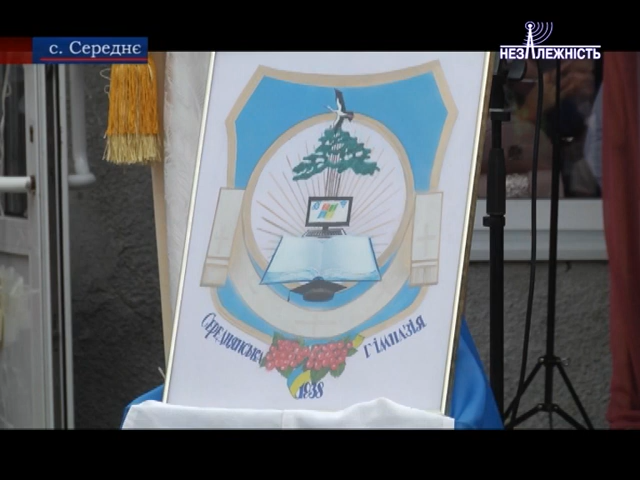 с. Середнє
НЕЗАЛЕЖНІСТЬ
Середнянська гімназія
1938